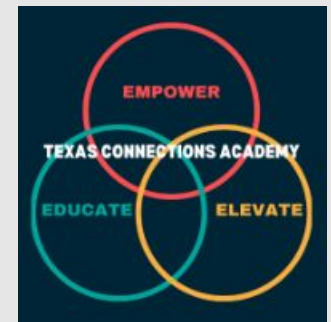 EMPOWER
TEXAS CONNECTIONS ACADEMY
EDUCATE
ELEVATE